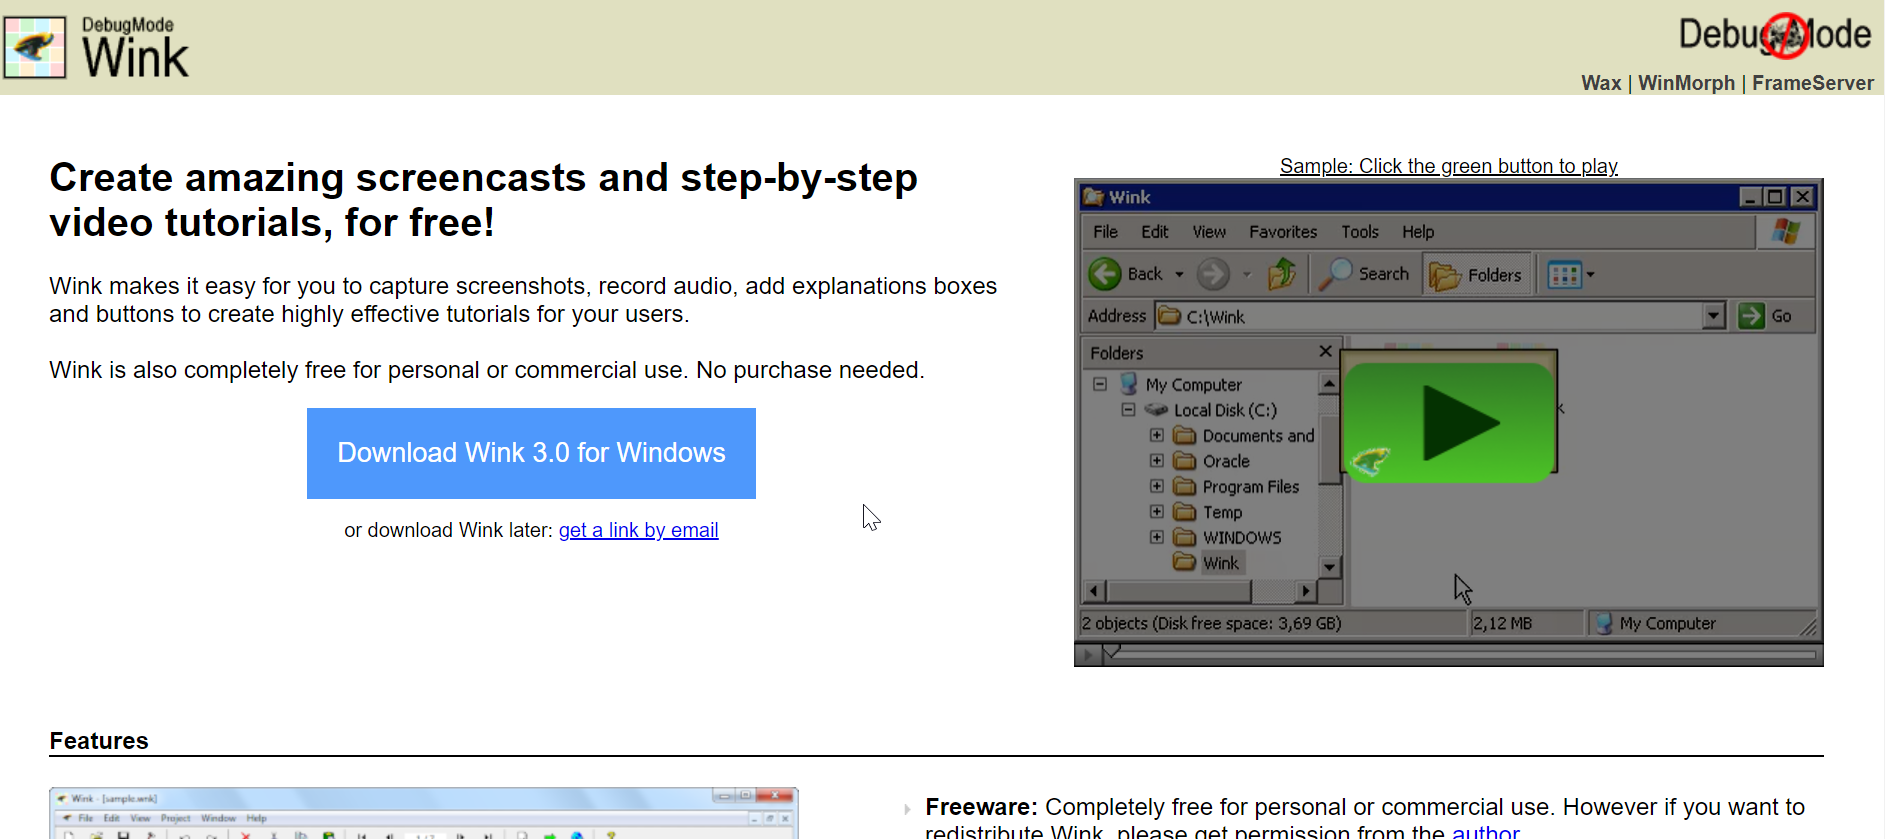 DebugMode
Wink
DebugMode
Wax | WinMorph | FrameServer
Create amazing screencasts and step-by-step
video tutorials, for free!
Wink makes it easy for you to capture screenshots, record audio, add explanations boxes
and buttons to create highly effective tutorials for your users.
Wink is also completely free for personal or commercial use. No purchase needed.
Download Wink 3.0 for Windows
or download Wink later: get a link by email
Sample: Click the green button to play
Wink
File Edit View Favorites Tools Help
Back Search Folders
Address C:\Wink Go
Folders
My Computer
Local Disk (C:)
Documents and
Oracle
Program Files
Temp
WINDOWS
Wink
2 objects (Disk free space: 3,69 GB) 2,12 MB My Computer
Features
Wink - [sample.wnk]
File Edit View Project Window Help
Freeware: Completely free for personal or commercial use. However if you want to
redistribute Wink, please get permission from the author.